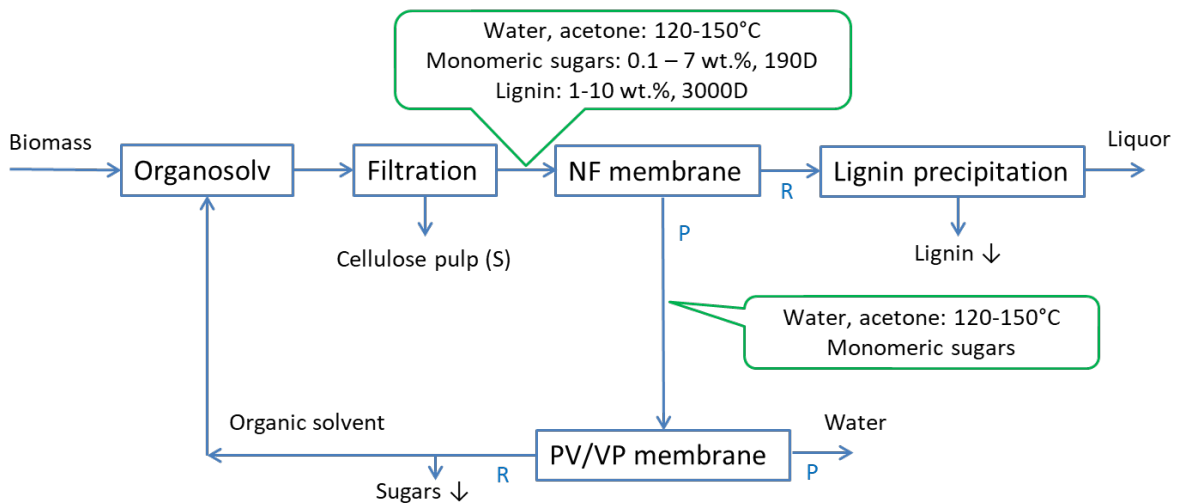 Water, acetone: 120-150°C
Monomeric sugars: 0.1 – 7 wt.%, 190D
Lignin: 1-10 wt.%, 3000D
Biomass
Organosolv
Filtration
NF membrane
R
Lignin precipitation
Liquor
P
Cellulose pulp (S)
Lignin ↓
Water, acetone: 120-150°C
Monomeric sugars
Organic solvent
Sugars ↓
R
PV/VP membrane
P
Water